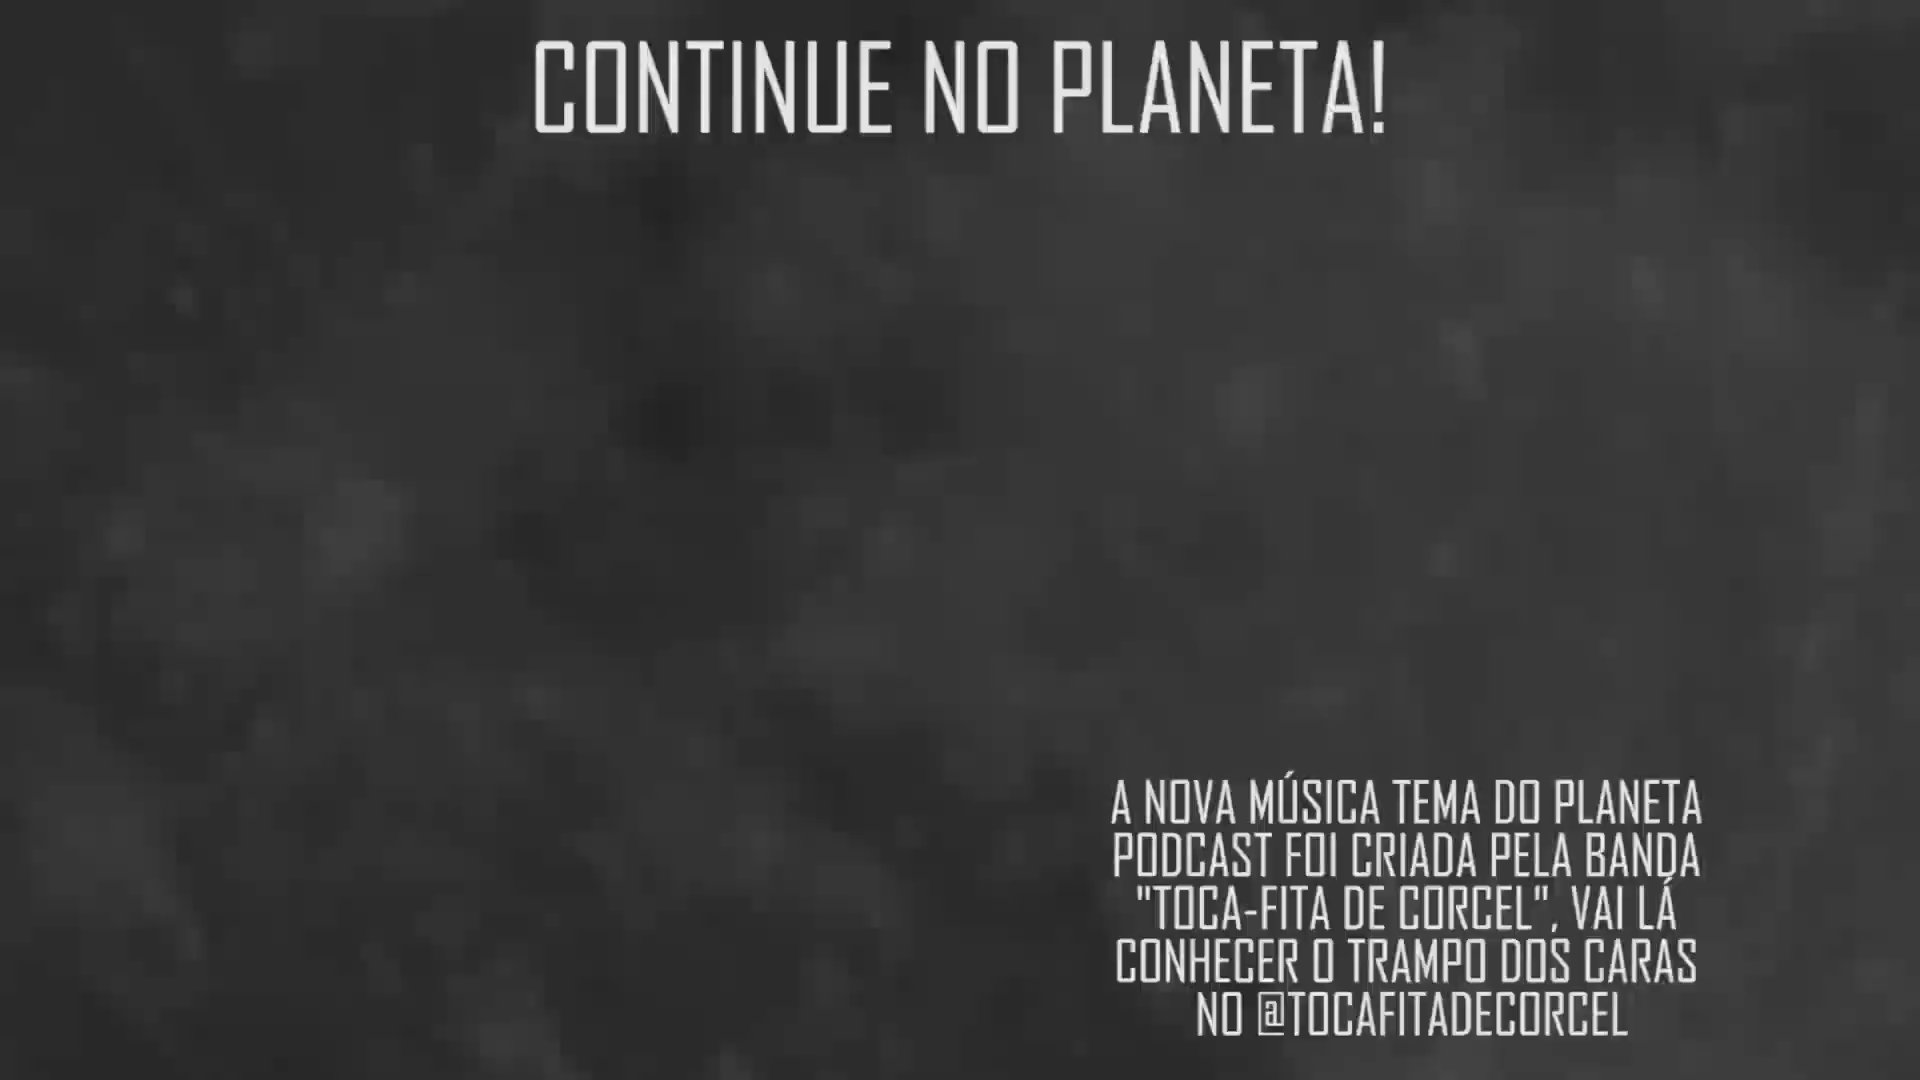 CONTINUE NO PLANETA!
A NOVA MÚSICA TEMA DO PLANETA
PODCAST FOI CRIADA PELA BANDA
"TOCA-FITA DE CORCEL", VAI LÁ
CONHECER O TRAMPO DOS CARAS
NO @TOCAFITADECORCEL